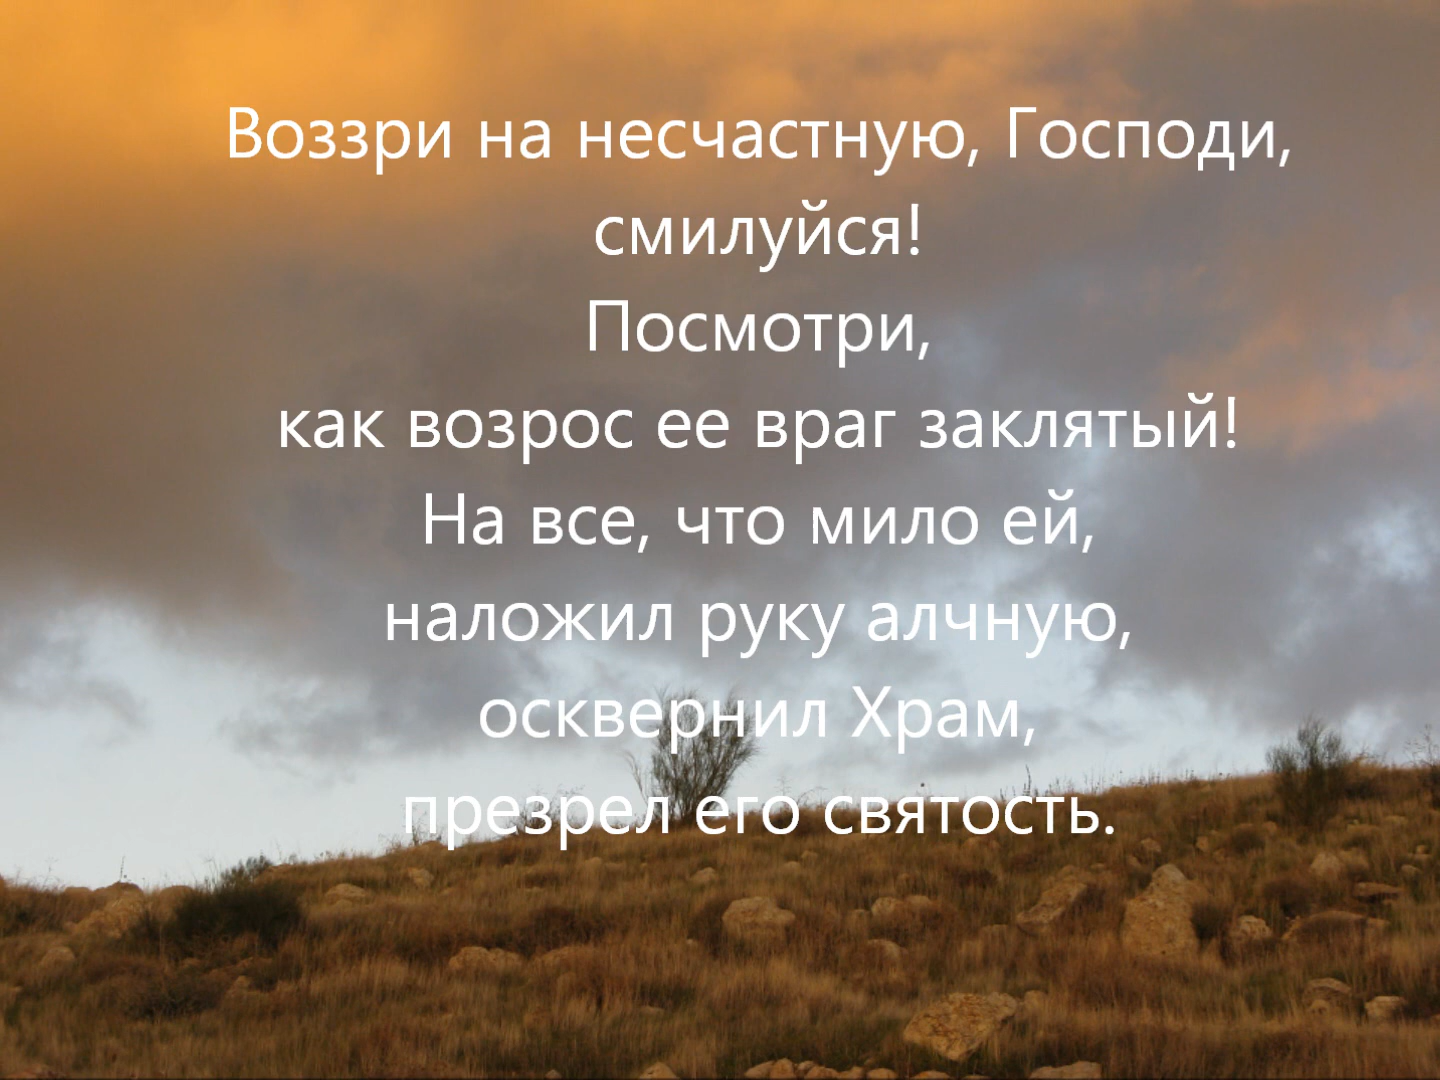 Воззри на несчастную, Господи,
смилуйся!
Посмотри,
как возрос ее враг заклятый!
На все, что мило ей,
наложил руку алчную,
осквернил Храм,
презрел его святость.